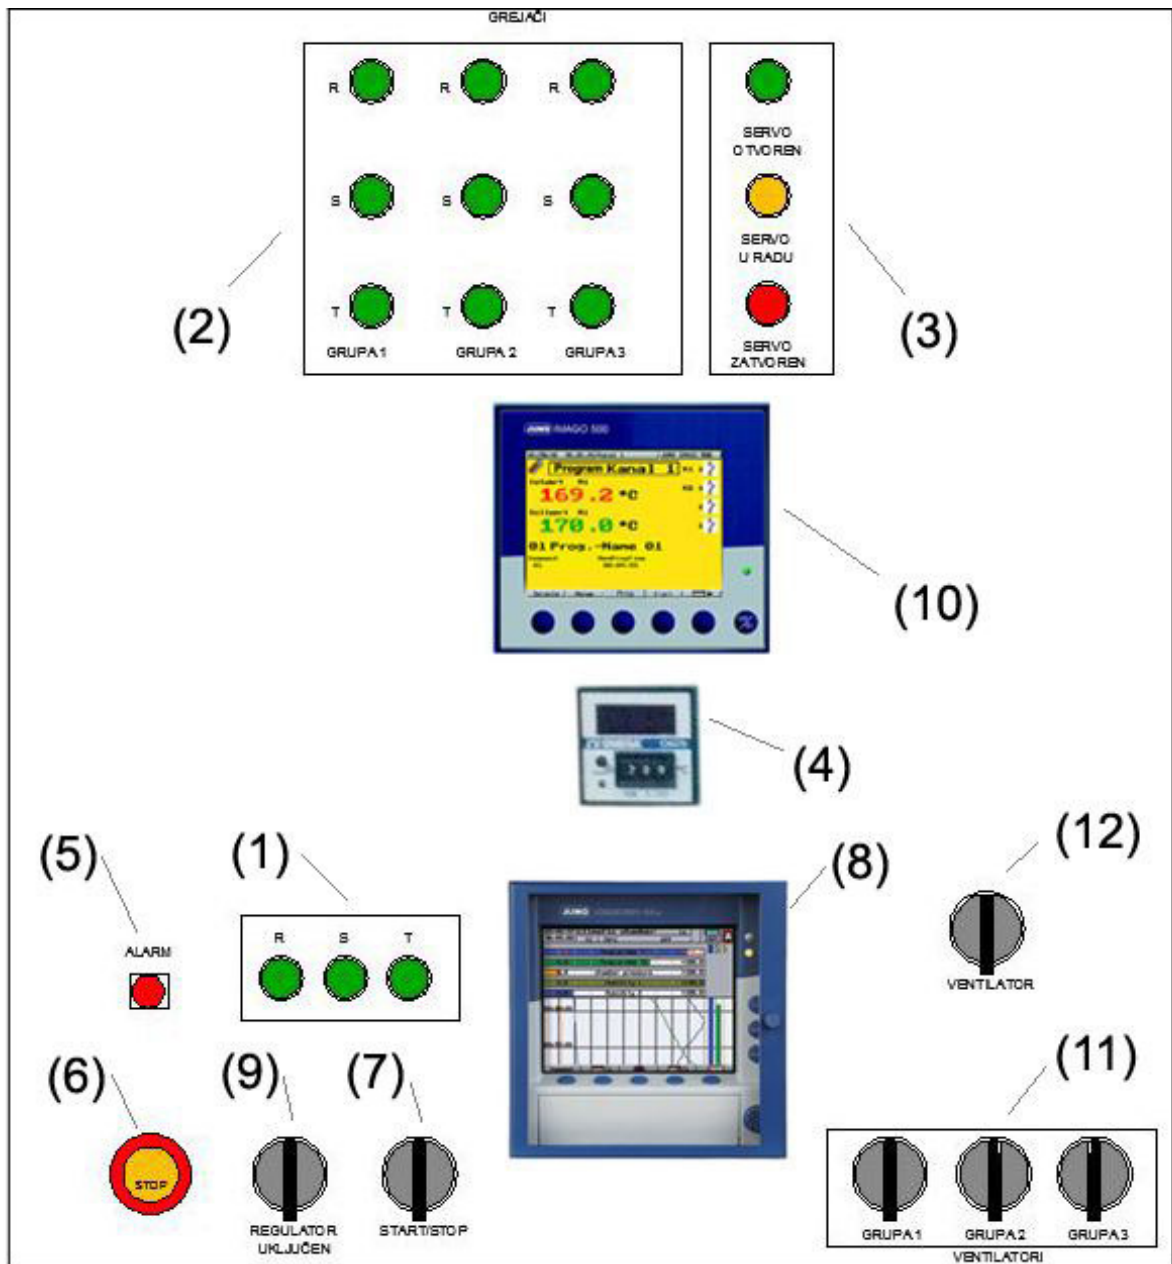 GREJAČI
R R R
S S S
T T T
GRUPA 1 GRUPA 2 GRUPA 3
SERVO
OTVOREN
SERVO
U RADU
SERVO
ZATVOREN
(2)
(3)
JUMO IMAGO 500
Program Kanal 1
169.2 °C
170.0 °C
01 Prog.-Name 01
(10)
(4)
(5)
(1)
(8)
(12)
ALARM
R S T
JUMO
VENTILATOR
(6)
(9)
(7)
(11)
STOP
REGULATOR
UKLJUČEN
START/STOP
GRUPA 1 GRUPA 2 GRUPA 3
VENTILATORI